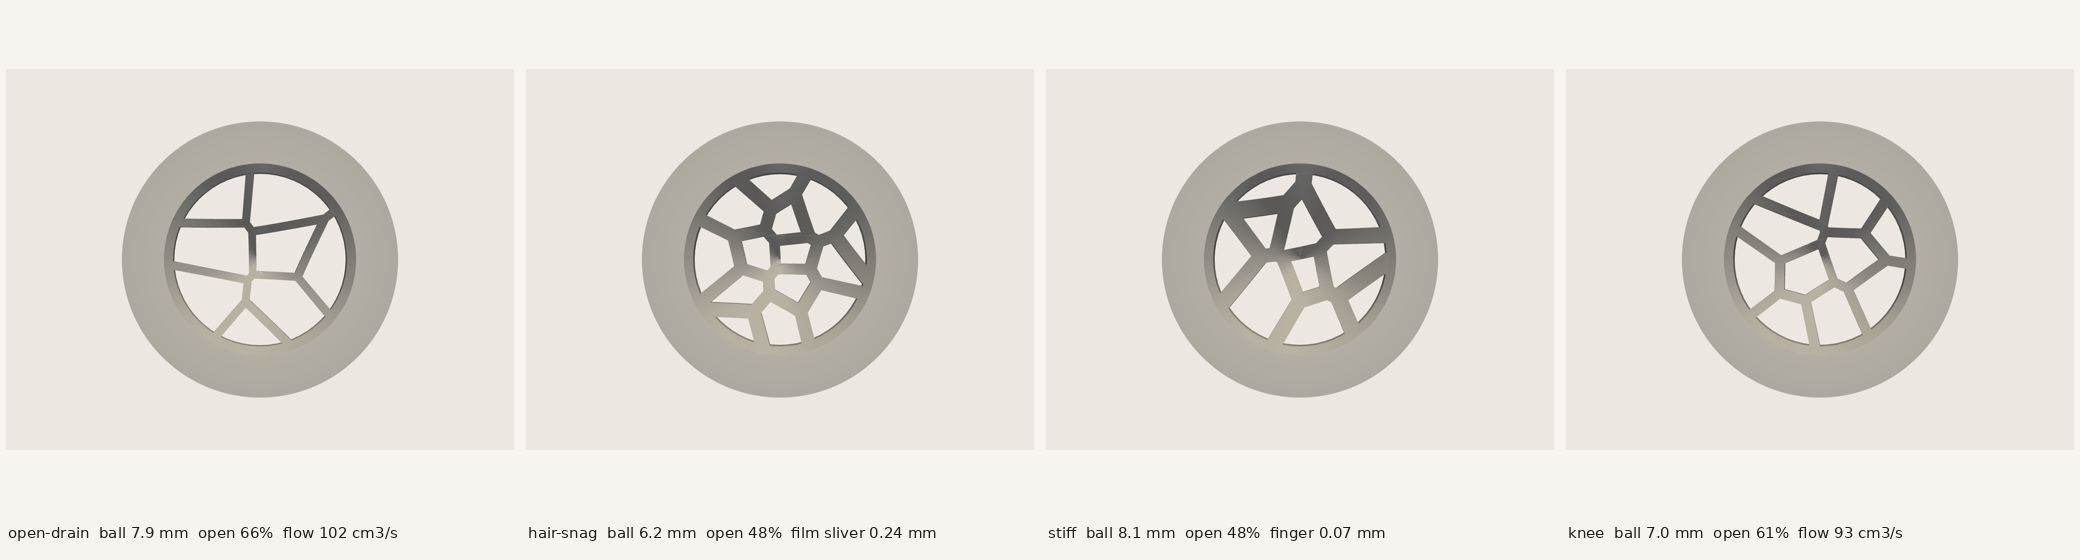 open-drain  ball 7.9 mm  open 66%  flow 102 cm3/s
hair-snag  ball 6.2 mm  open 48%  film sliver 0.24 mm
stiff  ball 8.1 mm  open 48%  finger 0.07 mm
knee  ball 7.0 mm  open 61%  flow 93 cm3/s